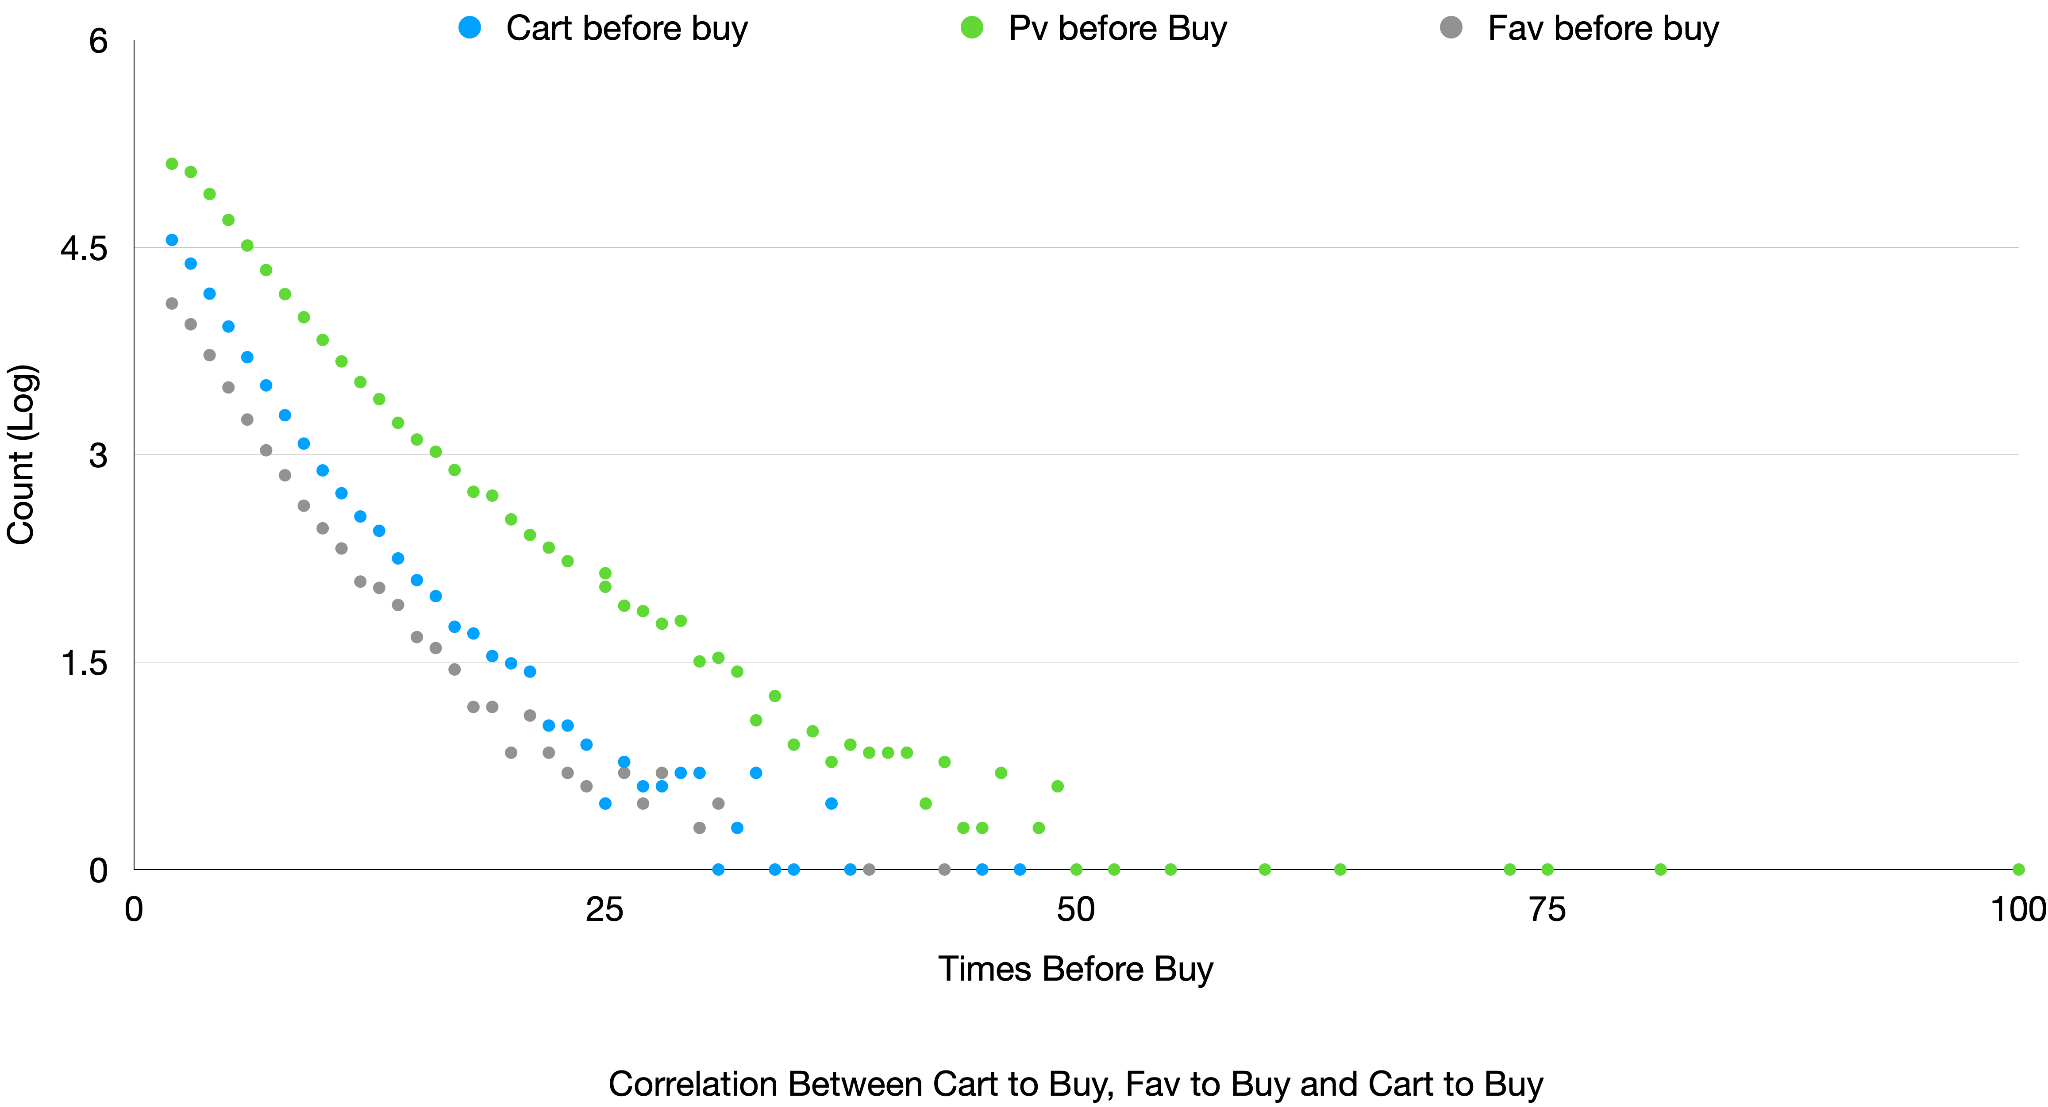 Cart before buy
Pv before Buy
Fav before buy
6
4.5
3
1.5
0
Count (Log)
0
25
50
75
100
Times Before Buy
Correlation Between Cart to Buy, Fav to Buy and Cart to Buy